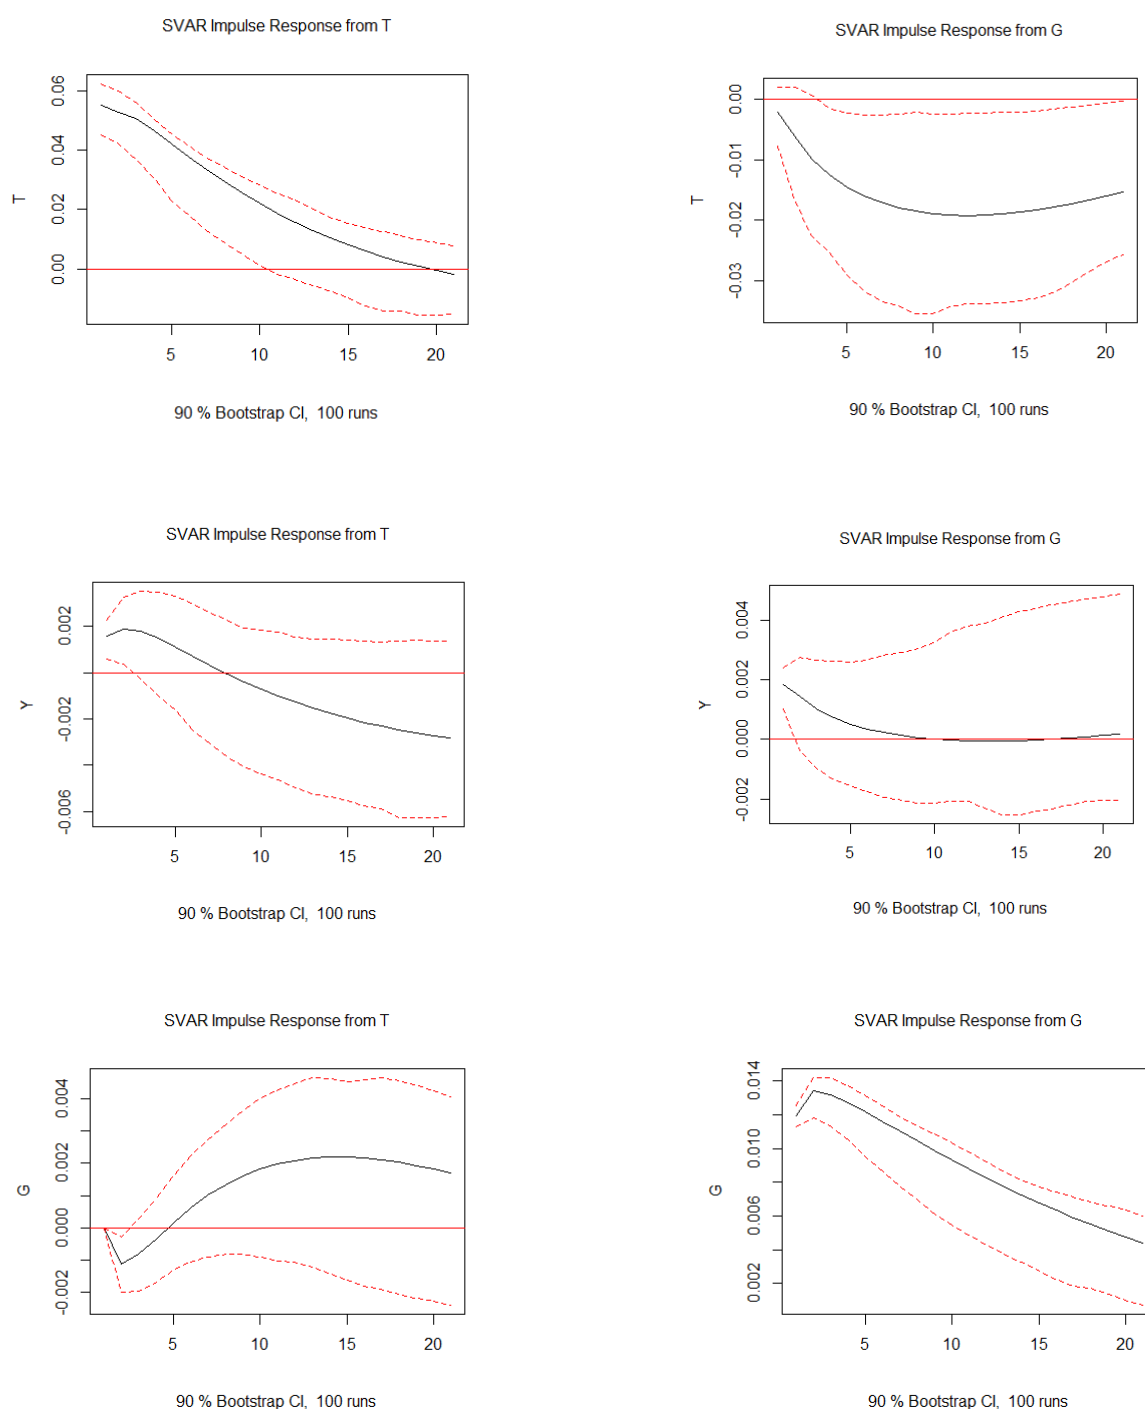 SVAR Impulse Response from T
SVAR Impulse Response from G
T
0.00 0.02 0.04 0.06
5 10 15 20
90 % Bootstrap CI, 100 runs
T
-0.03 -0.02 -0.01 0.00
5 10 15 20
90 % Bootstrap CI, 100 runs
SVAR Impulse Response from T
SVAR Impulse Response from G
Y
-0.006 -0.002 0.002
5 10 15 20
90 % Bootstrap CI, 100 runs
Y
-0.002 0.000 0.002 0.004
5 10 15 20
90 % Bootstrap CI, 100 runs
SVAR Impulse Response from T
SVAR Impulse Response from G
G
-0.002 0.000 0.002 0.004
5 10 15 20
90 % Bootstrap CI, 100 runs
G
0.002 0.006 0.010 0.014
5 10 15 20
90 % Bootstrap CI, 100 runs